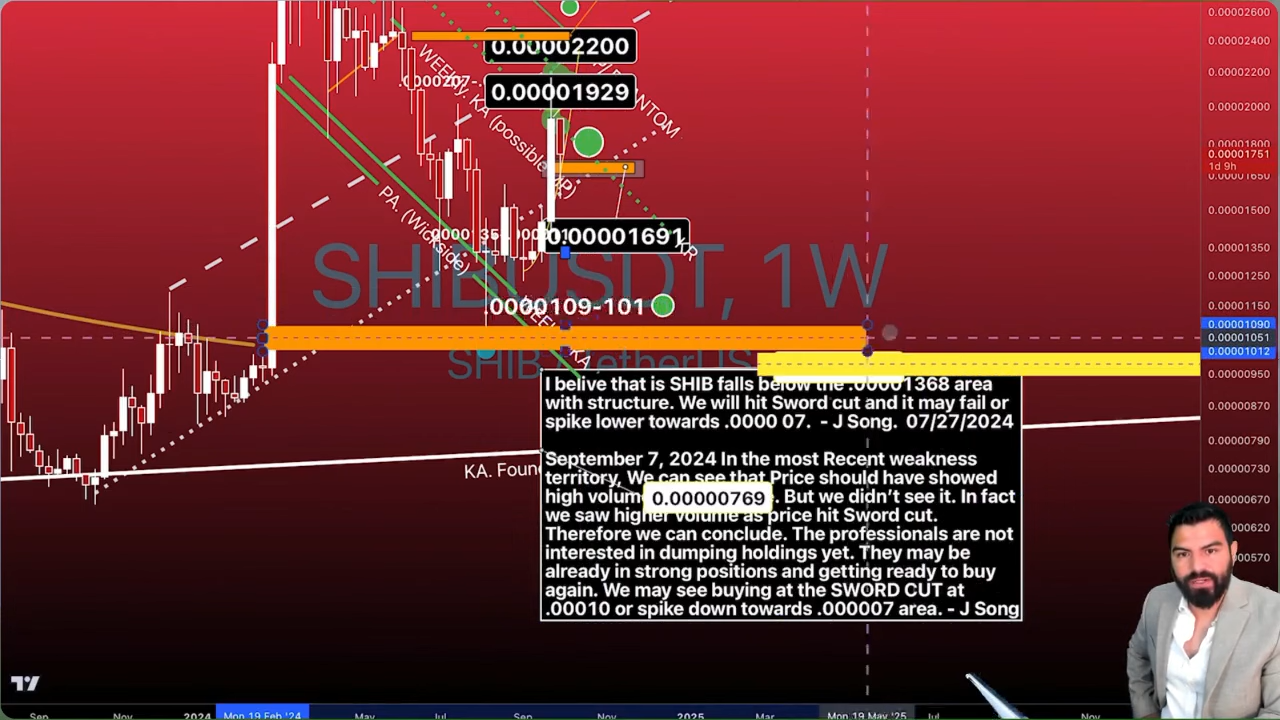 0.00002600
0.00002400
0.00002200
0.00002000
0.00001800
0.00001751
1d 9h
0.00001650
0.00001500
0.00001350
0.00001250
0.00001150
0.00001090
0.00001051
0.00001012
0.00000950
0.00000870
0.00000790
0.00000730
0.00000670
0.00002200
0.00001929
WEEKLY. KA (possible
PHANTOM
PA. (Wickside)
KR
0.00001691
SHIBUSDT, 1W
.0000109-101
I belive that is SHIB falls below the .00001368 area
with structure. We will hit Sword cut and it may fail or
spike lower towards .0000 07. - J Song. 07/27/2024
September 7, 2024 In the most Recent weakness
territory, We can see that Price should have showed
high But we didn't see it. In fact
0.00000769
we saw higher volume as price hit Sword cut.
Therefore we can conclude. The professionals are not
interested in dumping holdings yet. They may be
already in strong positions and getting ready to buy
again. We may see buying at the SWORD CUT at
.00010 or spike down towards .000007 area. - J Song
KA.
Sep Nov 2024 Mon 19 Feb '24 May Jul Sep Nov 2025 Mar Mon 19 May '25 Jul Nov